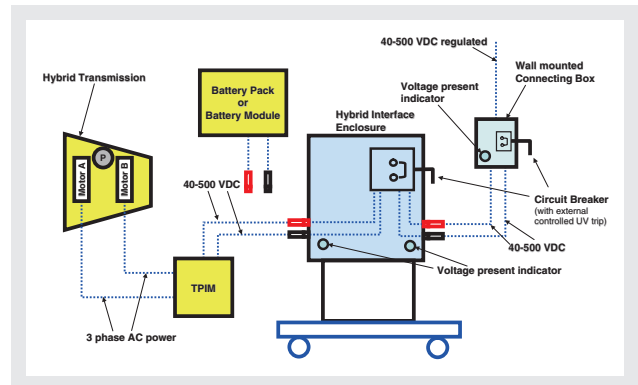 40-500 VDC regulated
Wall mounted
Connecting Box
Hybrid Transmission
Voltage present
indicator
Battery Pack
or
Battery Module
Hybrid Interface
Enclosure
P
Motor A
Motor B
40-500 VDC
Circuit Breaker
(with external
controlled UV trip)
40-500 VDC
Voltage present indicator
TPIM
3 phase AC power